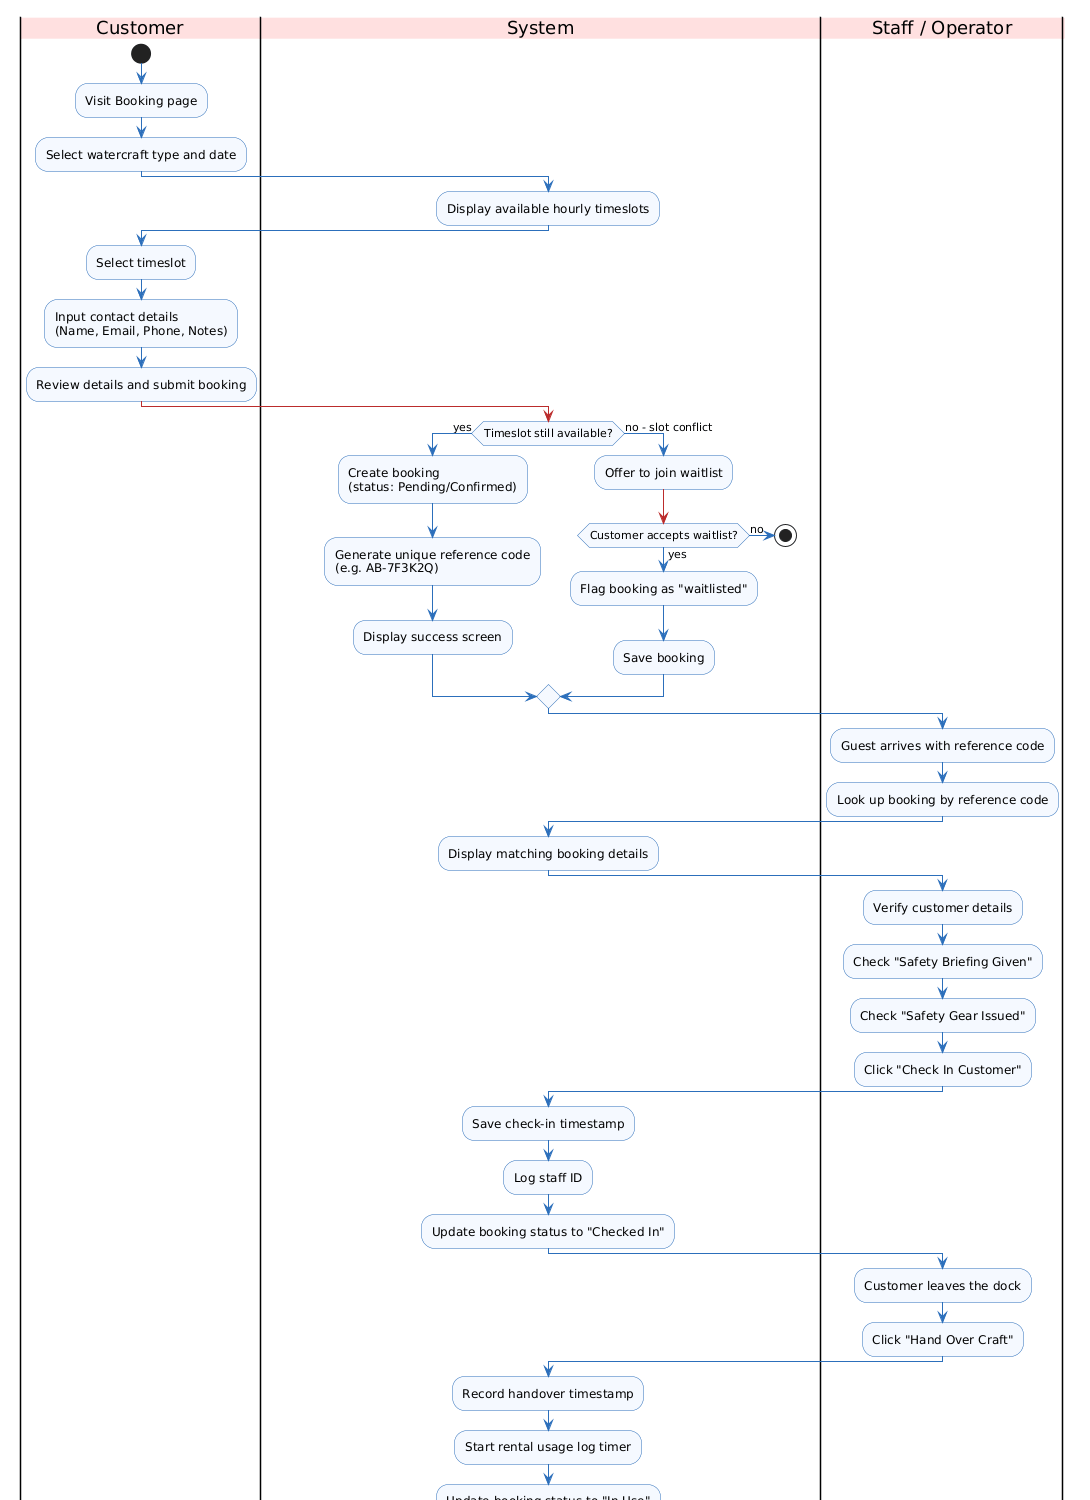 Customer
System
Staff / Operator
Visit Booking page
Select watercraft type and date
Display available hourly timeslots
Select timeslot
Input contact details
(Name, Email, Phone, Notes)
Review details and submit booking
yes
Timeslot still available?
no - slot conflict
Create booking
(status: Pending/Confirmed)
Offer to join waitlist
Customer accepts waitlist?
no
yes
Generate unique reference code
(e.g. AB-7F3K2Q)
Flag booking as "waitlisted"
Display success screen
Save booking
Guest arrives with reference code
Look up booking by reference code
Display matching booking details
Verify customer details
Check "Safety Briefing Given"
Check "Safety Gear Issued"
Click "Check In Customer"
Save check-in timestamp
Log staff ID
Update booking status to "Checked In"
Customer leaves the dock
Click "Hand Over Craft"
Record handover timestamp
Start rental usage log timer
Update booking status to "In Use"